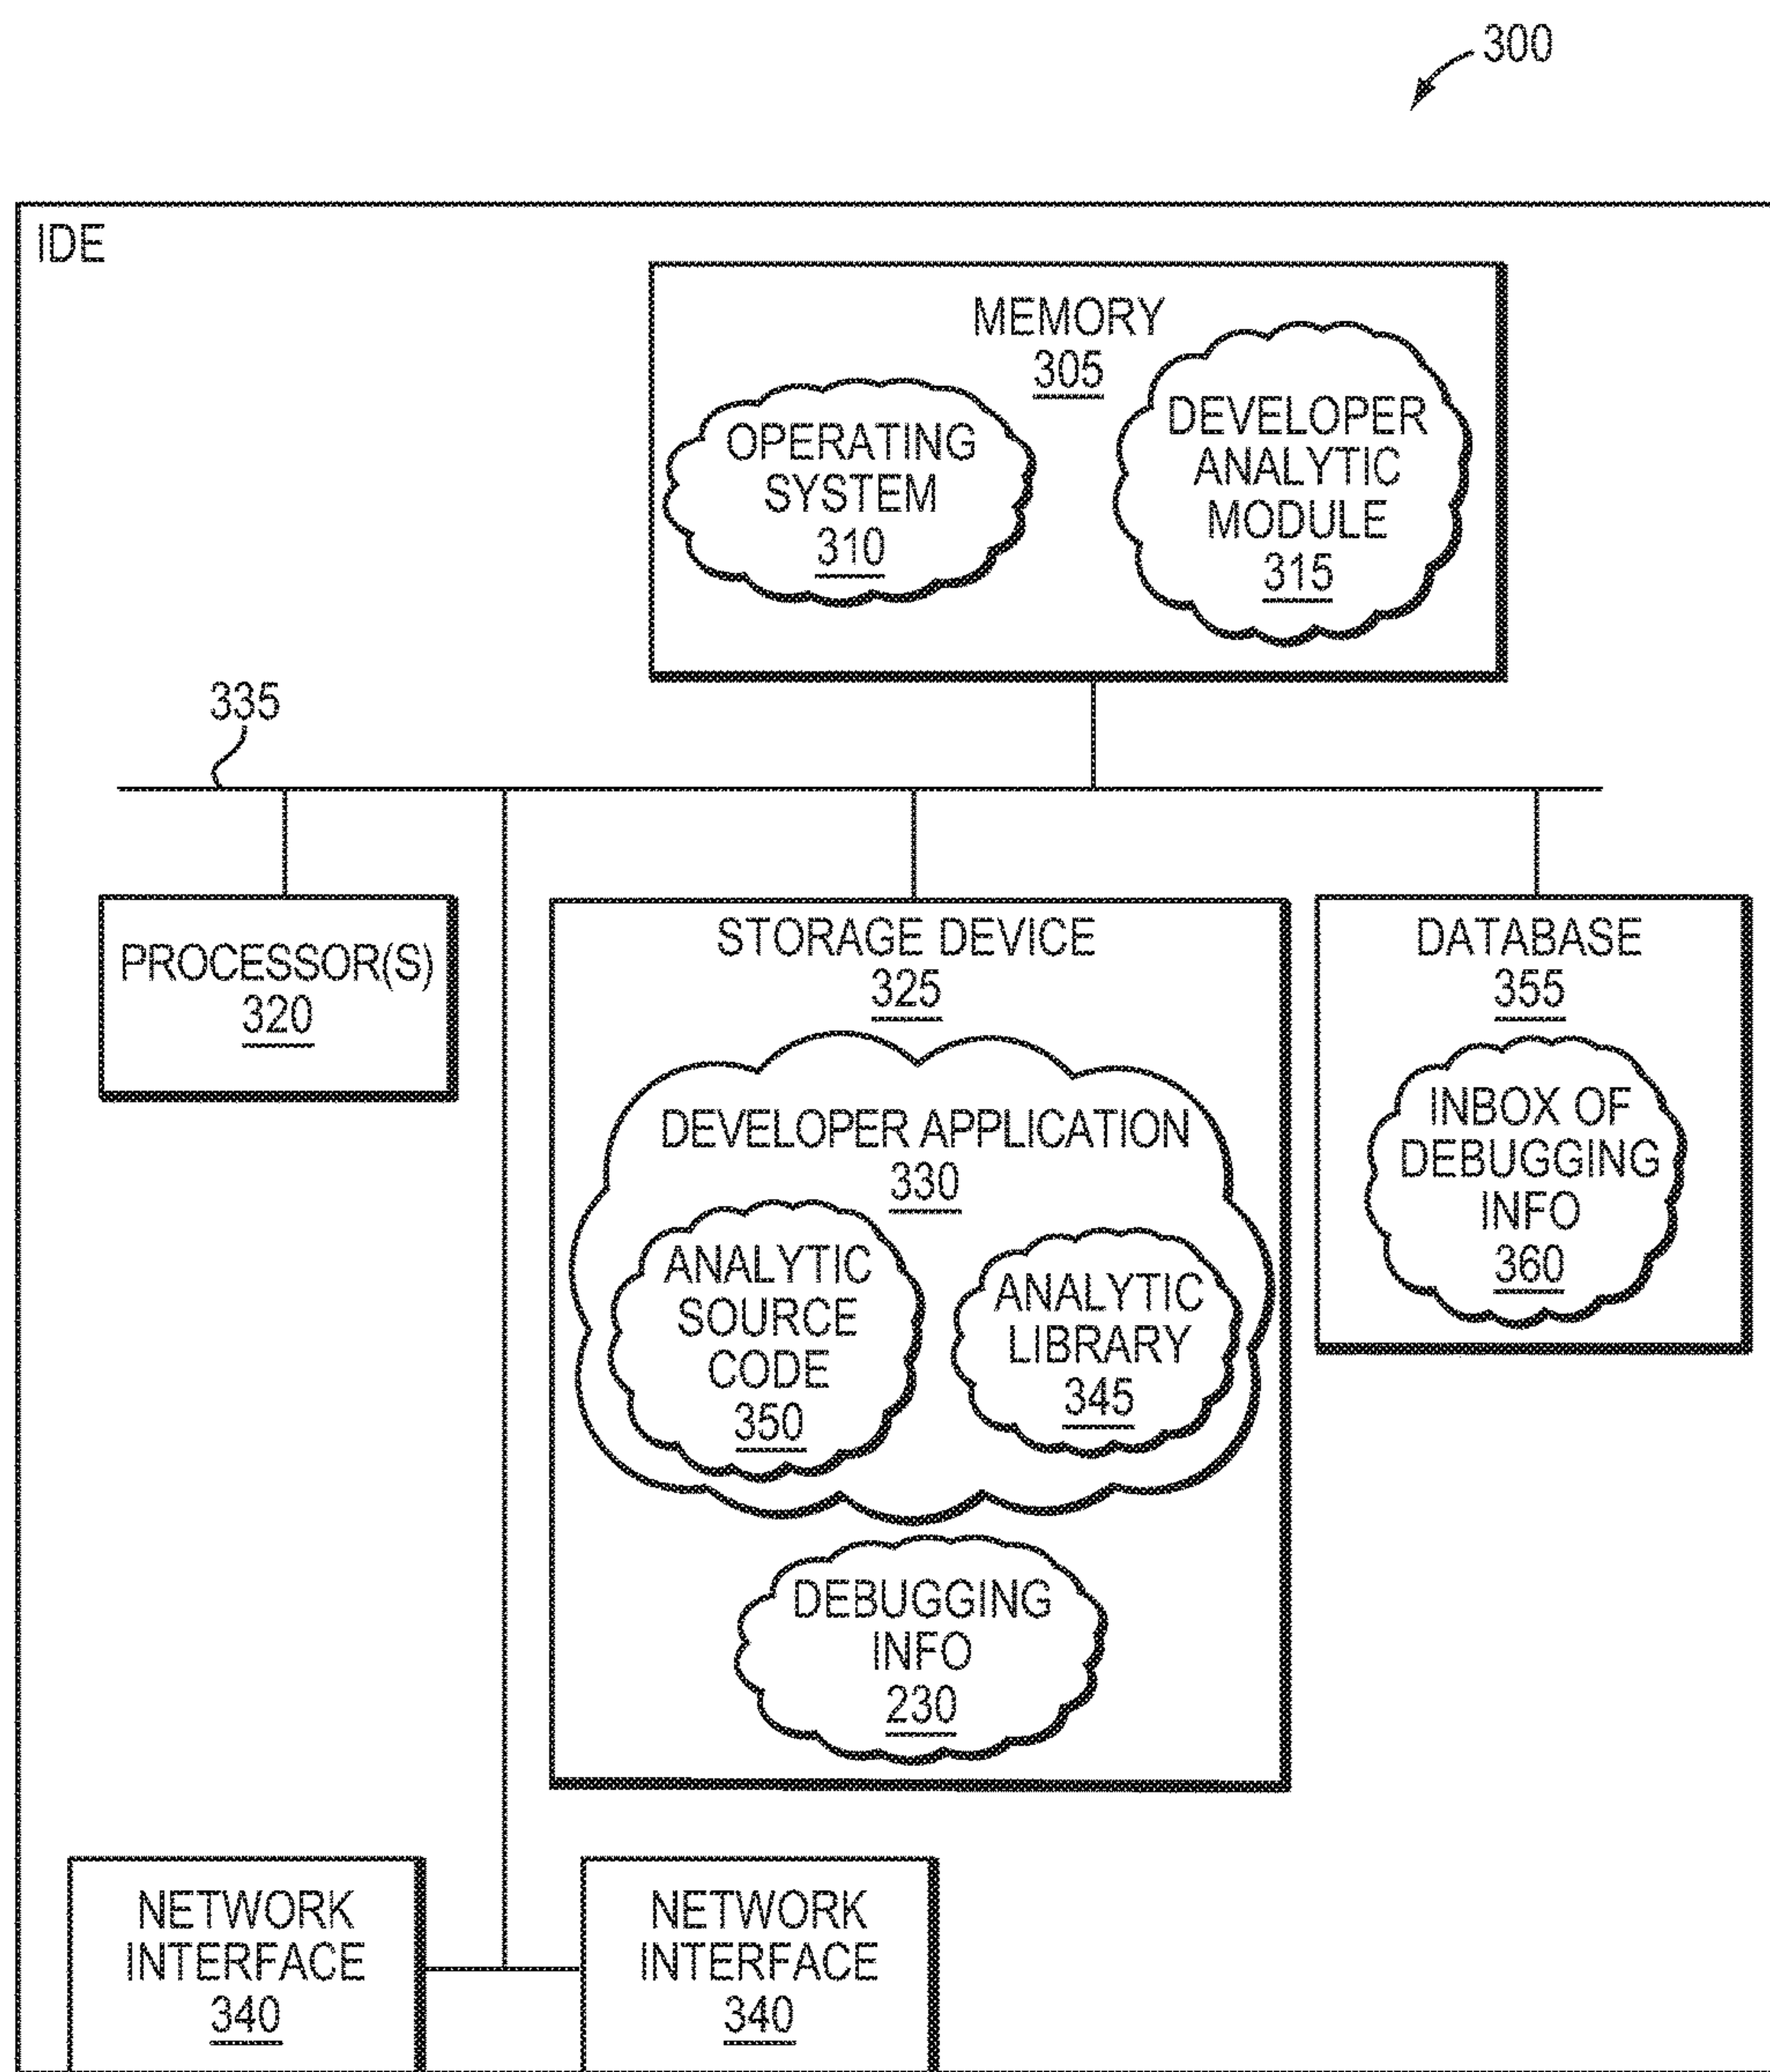 300
IDE
MEMORY
305
OPERATING
SYSTEM
310
DEVELOPER
ANALYTIC
MODULE
315
335
PROCESSOR(S)
320
STORAGE DEVICE
325
DEVELOPER APPLICATION
330
ANALYTIC
SOURCE
CODE
350
ANALYTIC
LIBRARY
345
DEBUGGING
INFO
230
DATABASE
355
INBOX OF
DEBUGGING
INFO
360
NETWORK
INTERFACE
340
NETWORK
INTERFACE
340